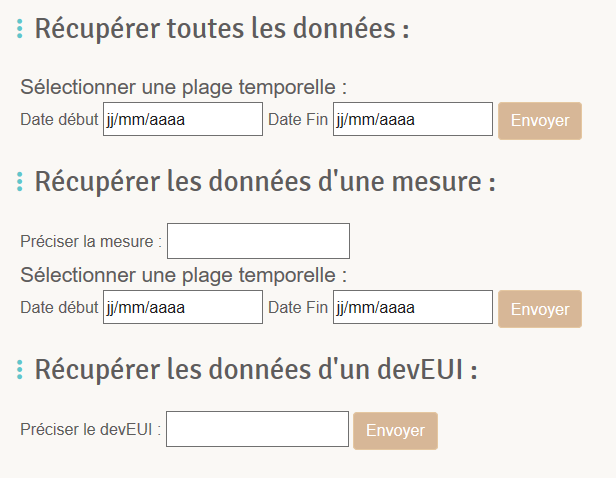 Récupérer toutes les données :
Sélectionner une plage temporelle :
Date début jj/mm/aaaa Date Fin jj/mm/aaaa Envoyer
Récupérer les données d'une mesure :
Préciser la mesure :
Sélectionner une plage temporelle :
Date début jj/mm/aaaa Date Fin jj/mm/aaaa Envoyer
Récupérer les données d'un devEUI :
Préciser le devEUI : Envoyer